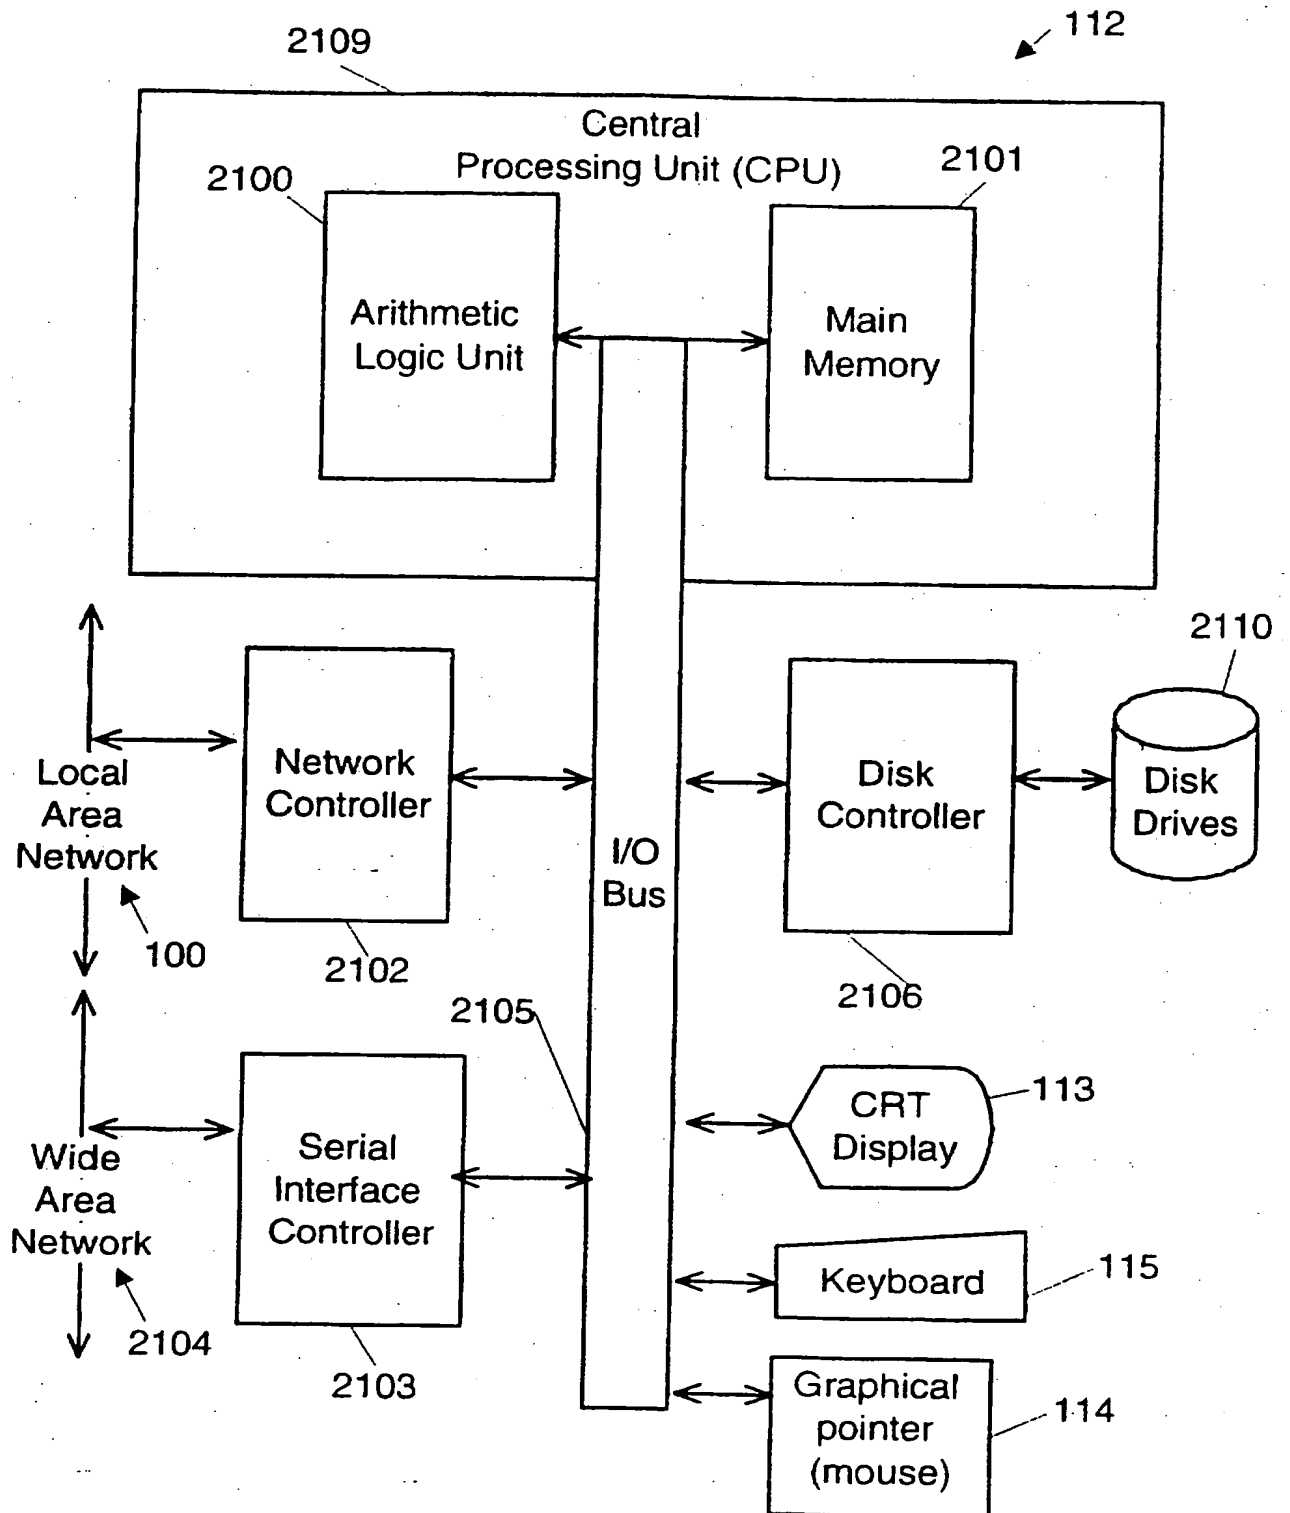 112
2109
Central
Processing Unit (CPU)
2100
2101
Arithmetic
Logic Unit
Main
Memory
2110
Network
Controller
Disk
Controller
Disk
Drives
Local
Area
Network
I/O
Bus
100
2102
2106
2105
113
CRT
Display
Serial
Interface
Controller
Wide
Area
Network
Keyboard
115
2104
2103
Graphical
pointer
(mouse)
114